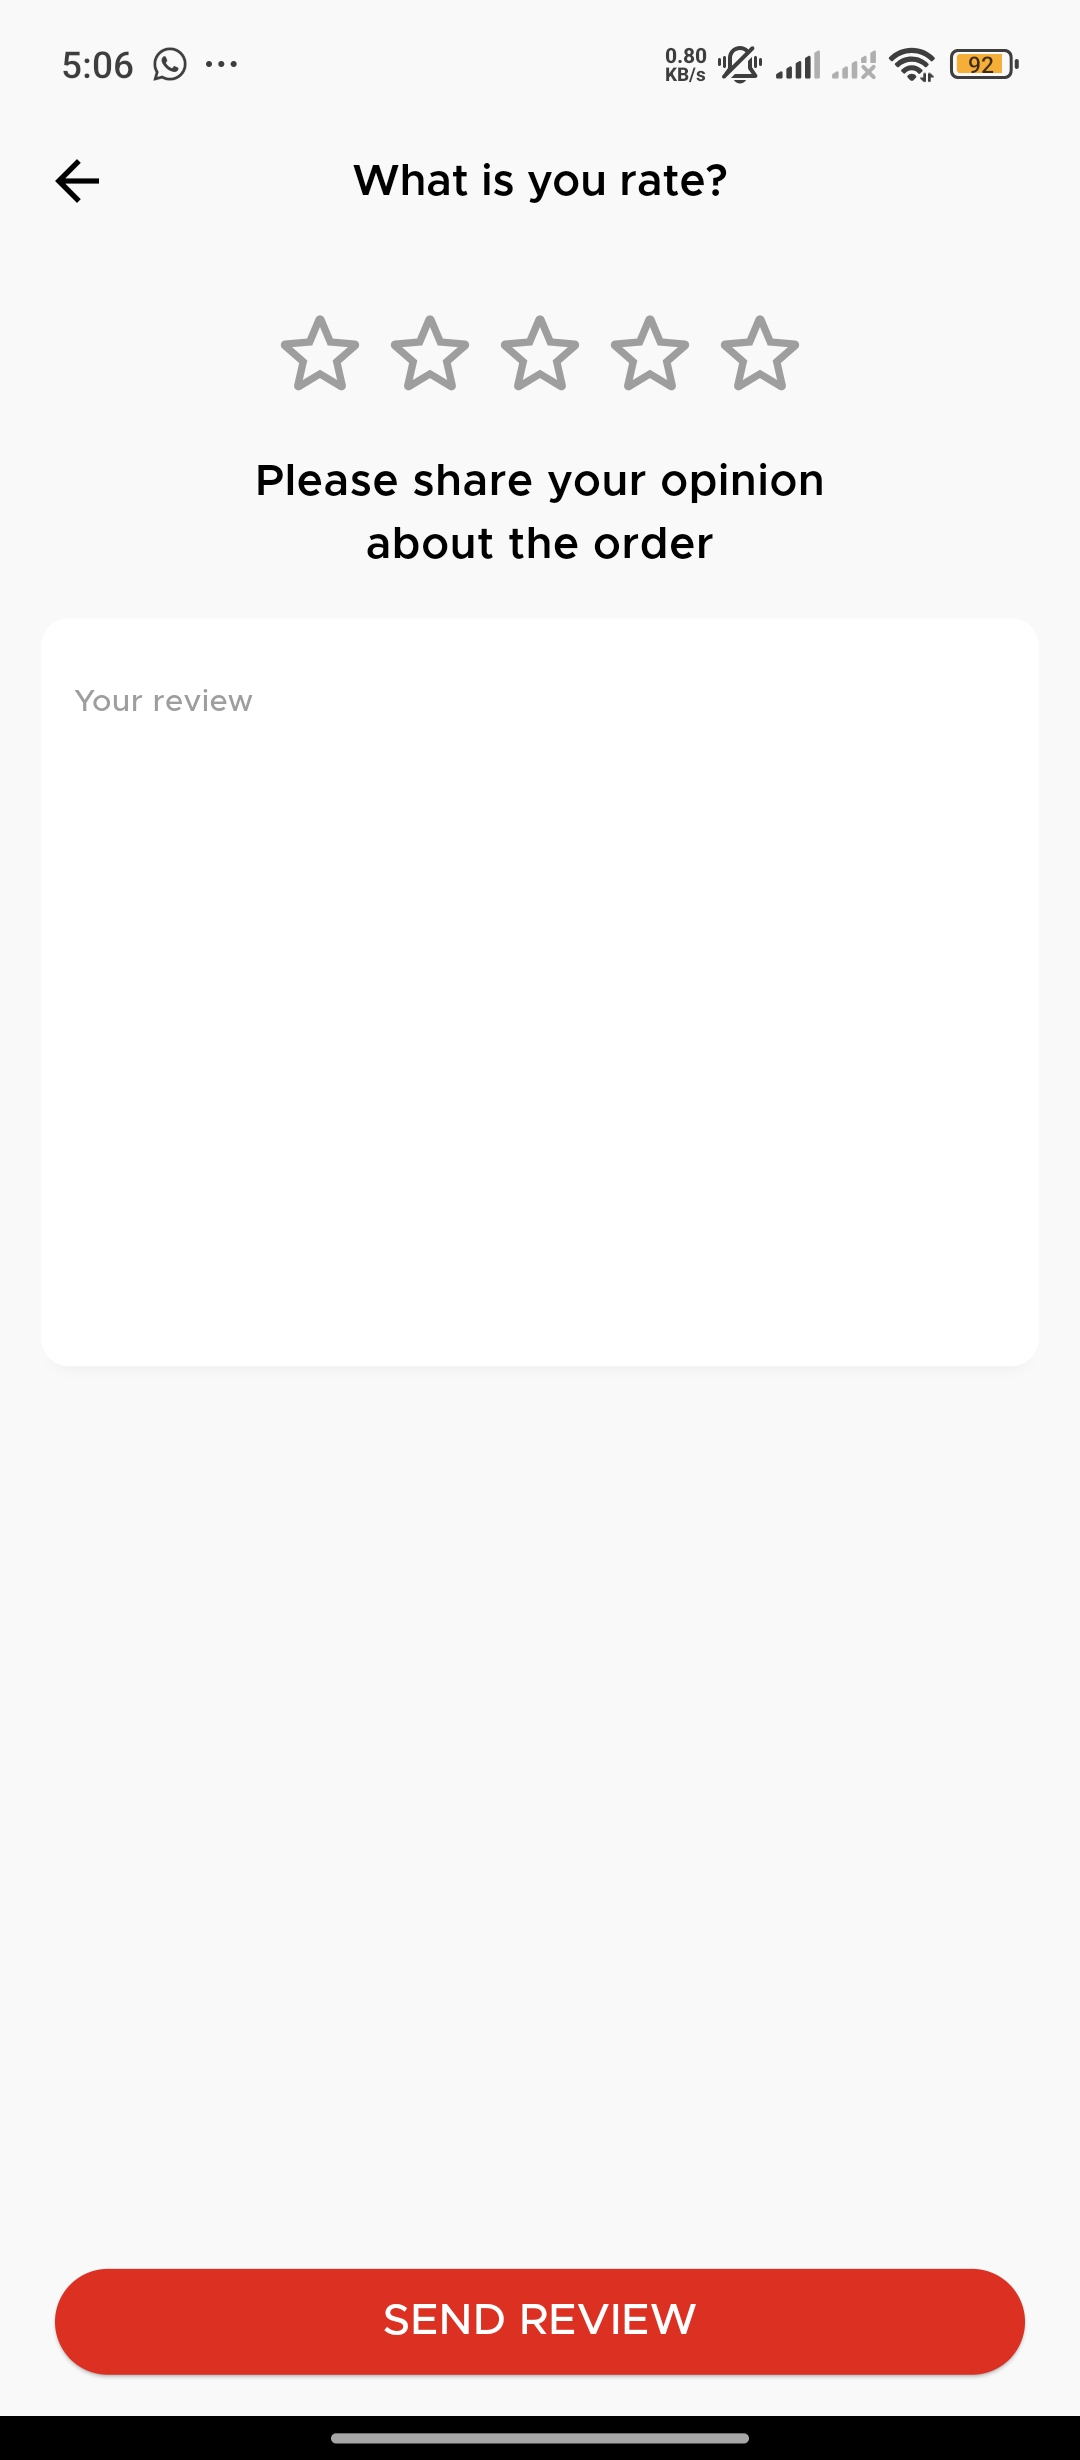 5:06
0.80
KB/s
92
What is you rate?
Please share your opinion
about the order
Your review
SEND REVIEW